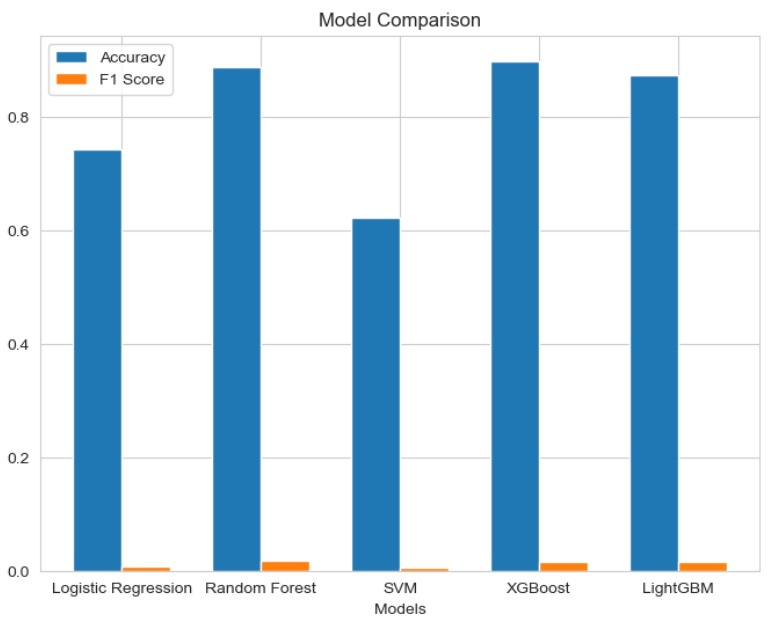 Model Comparison
Accuracy
F1 Score
0.8
0.6
0.4
0.2
0.0
Logistic Regression Random Forest SVM XGBoost LightGBM
Models